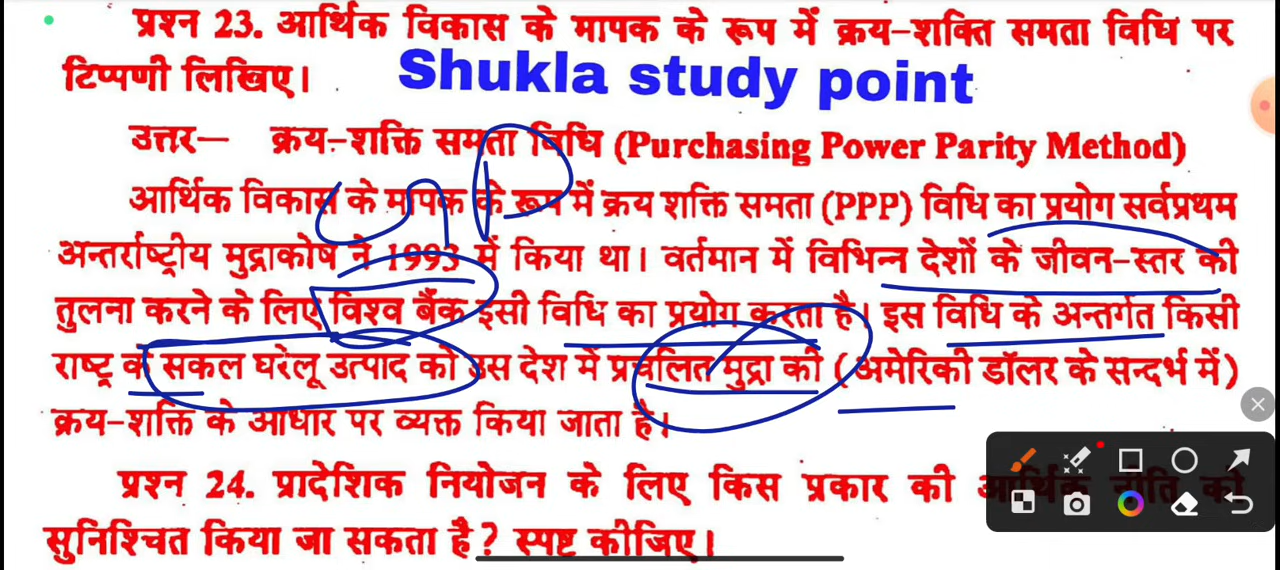 प्रश्न 23. आर्थिक विकास के मापक के रूप में क्रय-शक्ति समता विधि पर
टिप्पणी लिखिए।
Shukla study point
उत्तर— क्रय-शक्ति समता विधि (Purchasing Power Parity Method)
आर्थिक विकास के मापक के रूप में क्रय शक्ति समता (PPP) विधि का प्रयोग सर्वप्रथम
अन्तर्राष्ट्रीय मुद्राकोष ने 1993 में किया था। वर्तमान में विभिन्न देशों के जीवन-स्तर की
तुलना करने के लिए विश्व बैंक इसी विधि का प्रयोग करता है। इस विधि के अन्तर्गत किसी
राष्ट्र के सकल घरेलू उत्पाद को उस देश में प्रचलित मुद्रा की (अमेरिकी डॉलर के सन्दर्भ में)
क्रय-शक्ति के आधार पर व्यक्त किया जाता है।
प्रश्न 24. प्रादेशिक नियोजन के लिए किस प्रकार की आर्थिक नीति को
सुनिश्चित किया जा सकता है? स्पष्ट कीजिए।